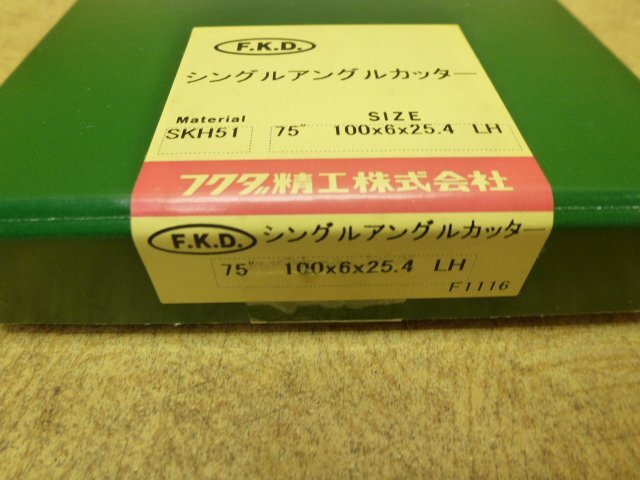 F.K.D.
シングルアングルカッター
Material SIZE
SKH51 75° 100x6x25.4 LH
フクダ精工株式会社
F.K.D. シングルアングルカッター
75° 100x6x25.4 LH
F1116